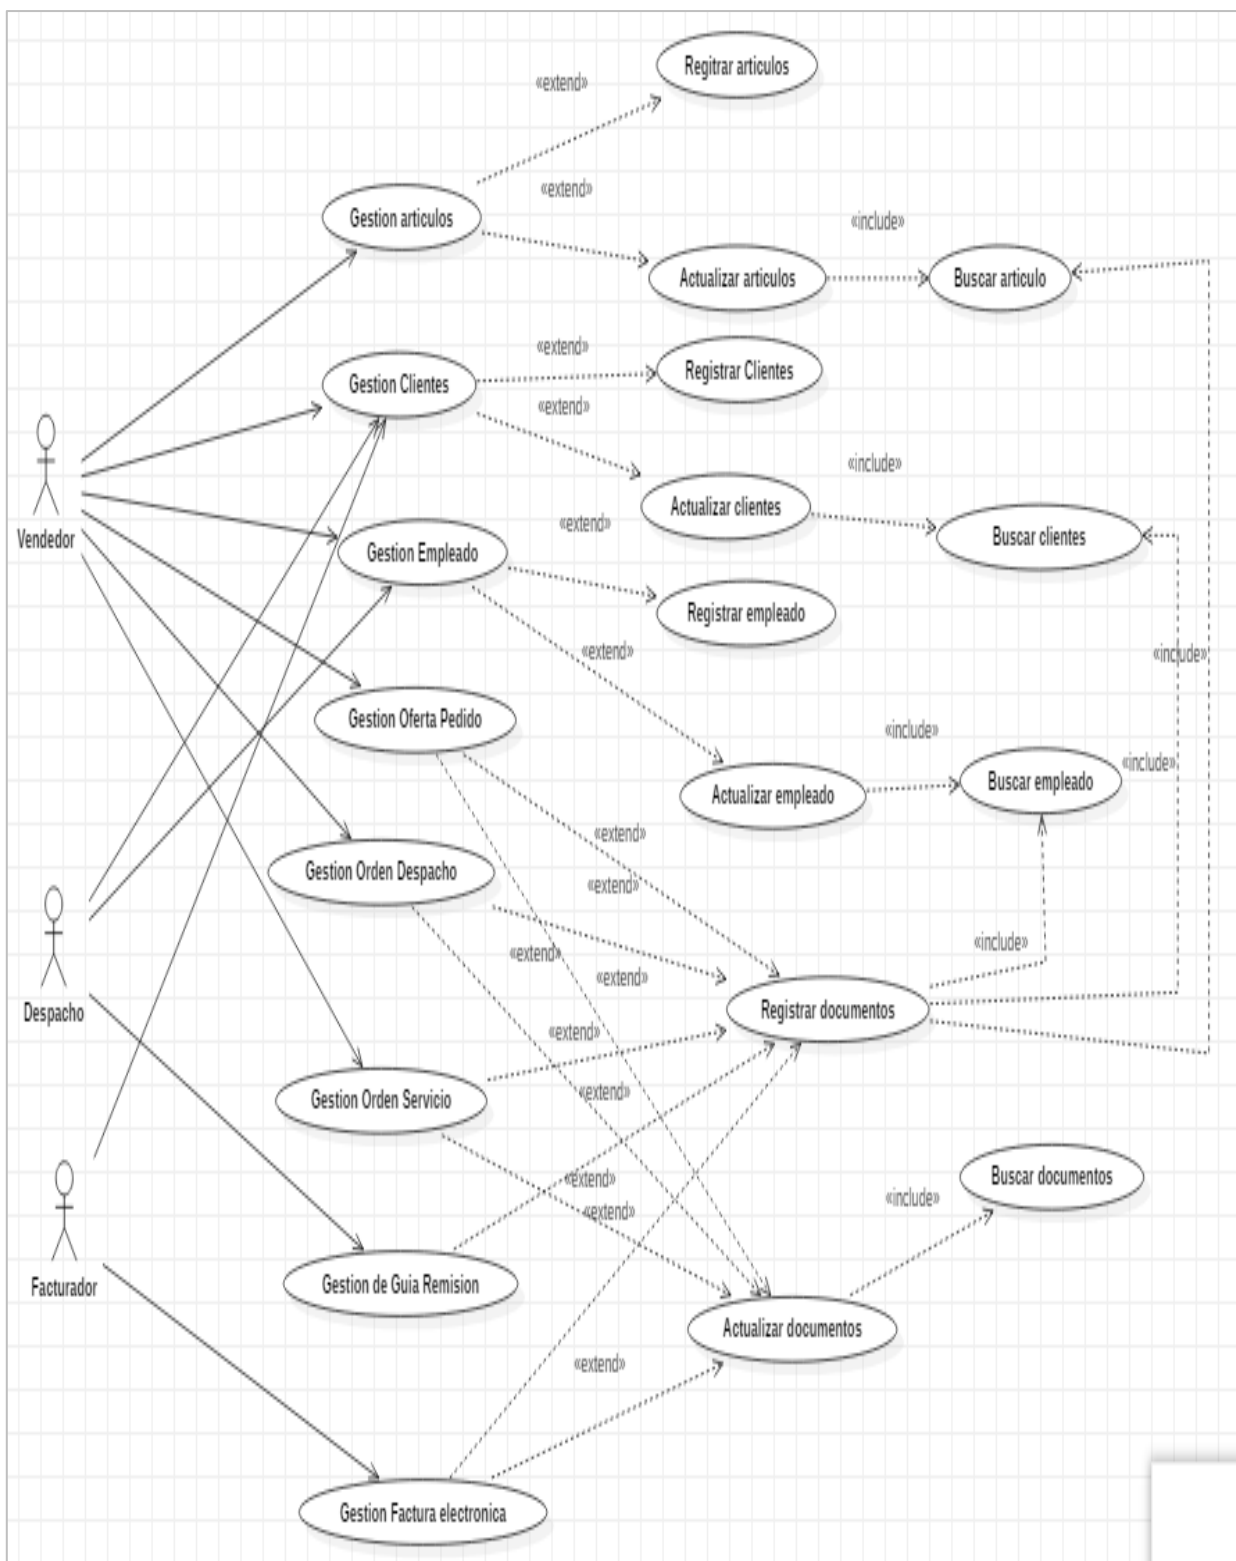 Regitrar articulos
«extend»
«extend»
Gestion articulos
«include»
Actualizar articulos
Buscar articulo
«extend»
Registrar Clientes
Gestion Clientes
«extend»
«include»
Actualizar clientes
«extend»
Buscar clientes
Vendedor
Gestion Empleado
Registrar empleado
«extend»
«include»
Gestion Oferta Pedido
«include»
«include»
Buscar empleado
Actualizar empleado
«extend»
Gestion Orden Despacho
«extend»
«include»
«extend»
«extend»
Despacho
Registrar documentos
«extend»
«extend»
Gestion Orden Servicio
«extend»
Buscar documentos
«include»
«extend»
Facturador
Gestion de Guia Remision
Actualizar documentos
«extend»
Gestion Factura electronica